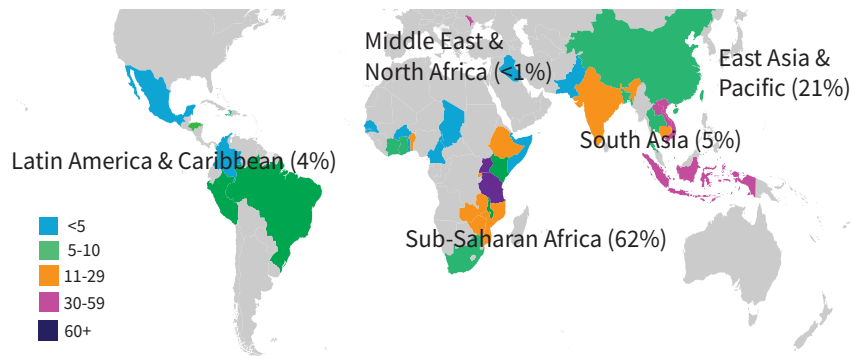 Middle East &
North Africa (<1%)
East Asia &
Pacific (21%)
South Asia (5%)
Latin America & Caribbean (4%)
Sub-Saharan Africa (62%)
<5
5-10
11-29
30-59
60+